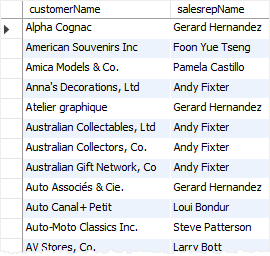 customerName salesrepName
Alpha Cognac Gerard Hernandez
American Souvenirs Inc Foon Yue Tseng
Amica Models & Co. Pamela Castillo
Anna's Decorations, Ltd Andy Fixter
Atelier graphique Gerard Hernandez
Australian Collectables, Ltd Andy Fixter
Australian Collectors, Co. Andy Fixter
Australian Gift Network, Co Andy Fixter
Auto Associés & Cie. Gerard Hernandez
Auto Canal+ Petit Loui Bondur
Auto-Moto Classics Inc. Steve Patterson
AV Stores, Co. Larry Bott